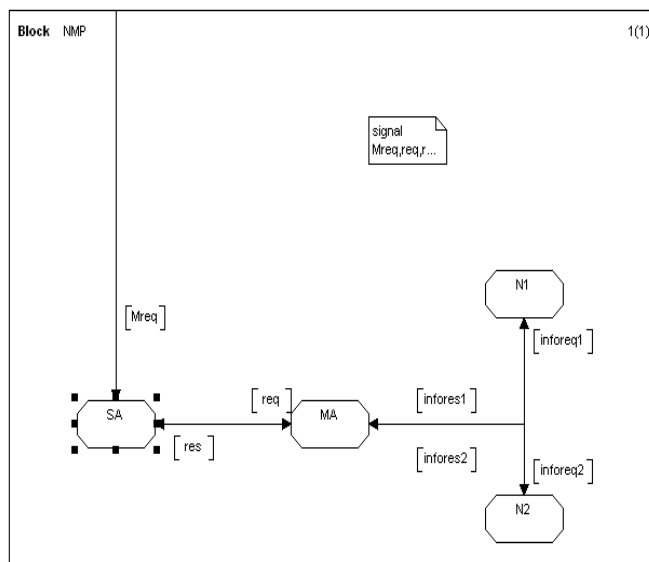 Block NMP 1(1)
signal
Mreq,req,r...
N1
[Mreq]
[inforeq1]
SA
[req]
MA
[infores1]
[res]
[infores2]
[inforeq2]
N2